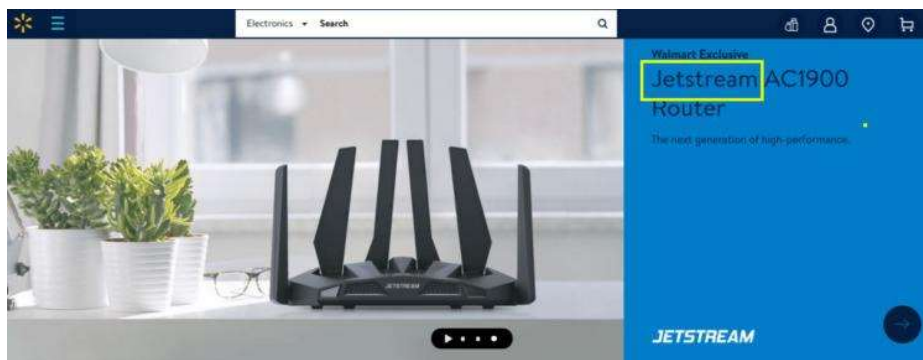 Electronics Search
Walmart Exclusive
Jetstream AC1900
Router
The next generation of high-performance.
JETSTREAM
JETSTREAM